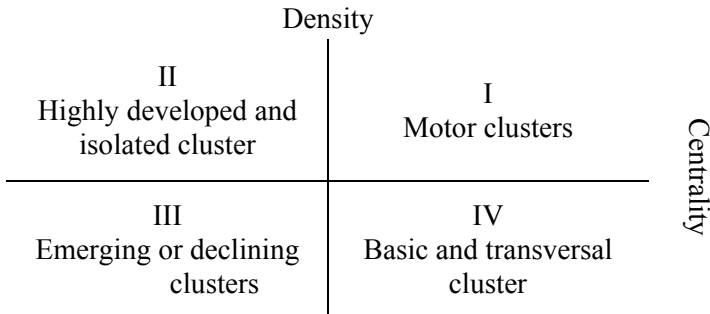 Density
II
Highly developed and
isolated cluster
I
Motor clusters
Centrality
III
Emerging or declining
clusters
IV
Basic and transversal
cluster